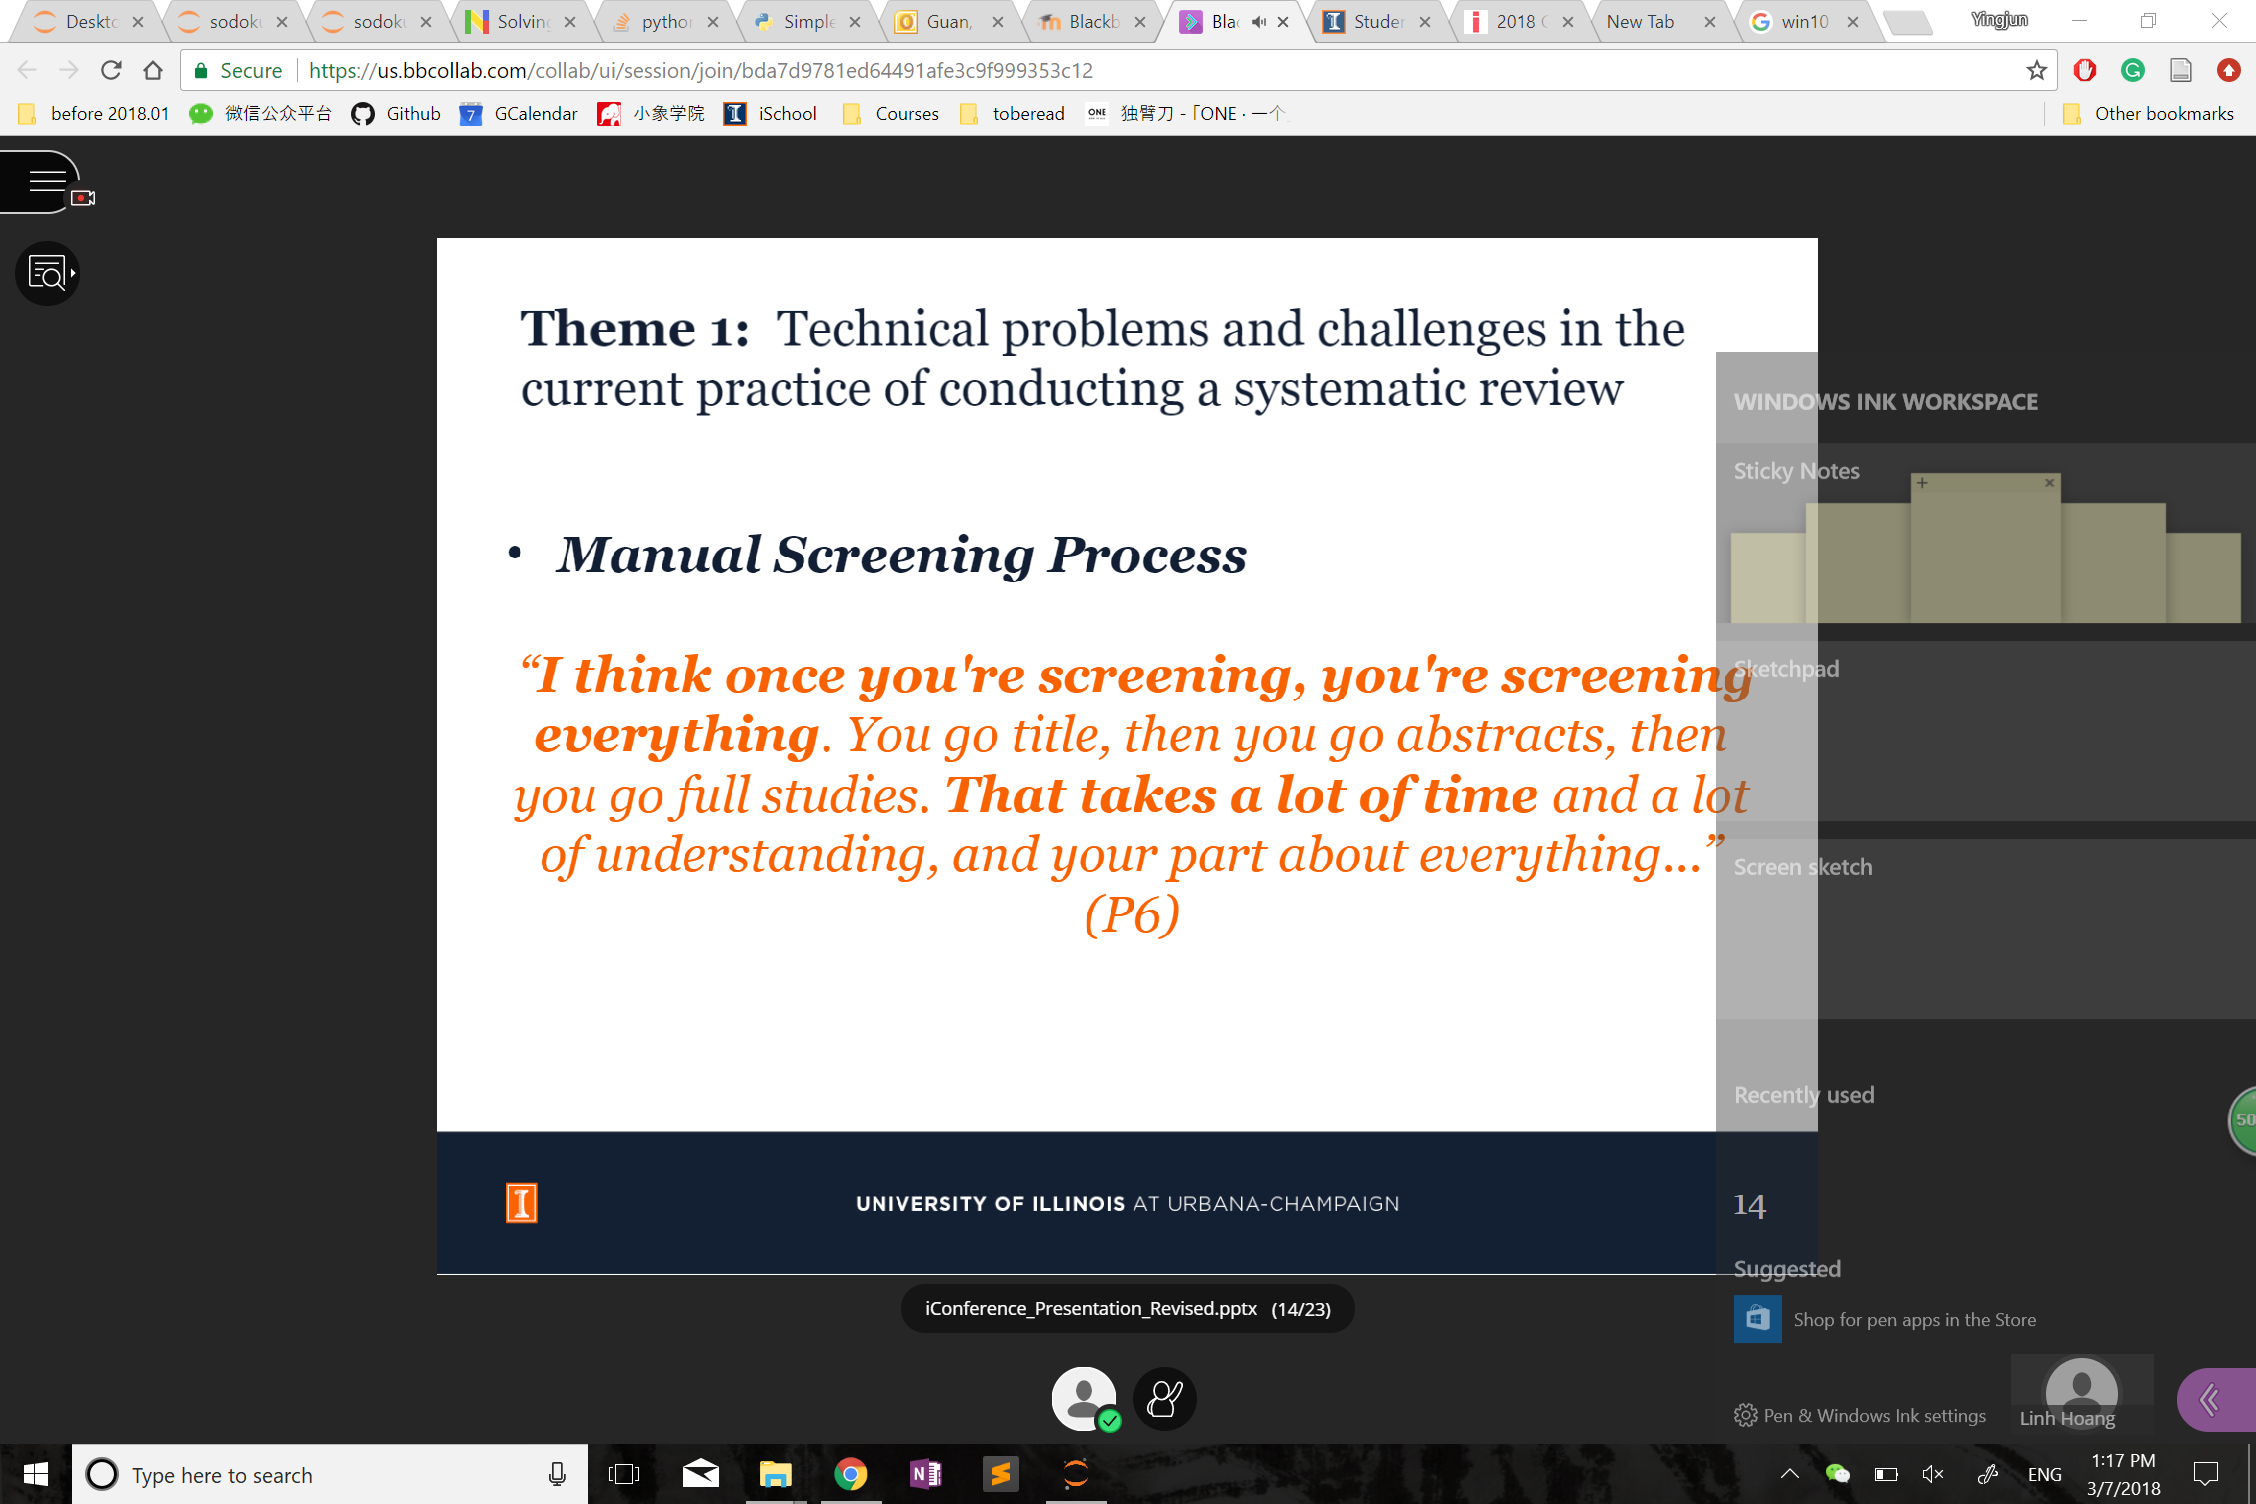 Desktc
sodoku
sodoku
Solving
python
Simple
Guan,
Blackb
Blac
Studen
2018 C
New Tab
win10
Yingjun
Secure
https://us.bbcollab.com/collab/ui/session/join/bda7d9781ed64491afe3c9f999353c12
before 2018.01
微信公众平台
Github
7
GCalendar
小象学院
iSchool
Courses
toberead
ONE
独臂刀 -「ONE · 一个
Other bookmarks
Theme 1: Technical problems and challenges in the
current practice of conducting a systematic review
• Manual Screening Process
“I think once you're screening, you're screening
everything. You go title, then you go abstracts, then
you go full studies. That takes a lot of time and a lot
of understanding, and your part about everything...”
(P6)
UNIVERSITY OF ILLINOIS AT URBANA-CHAMPAIGN
14
iConference_Presentation_Revised.pptx (14/23)
WINDOWS INK WORKSPACE
Sticky Notes
Sketchpad
Screen sketch
Recently used
50
Suggested
Shop for pen apps in the Store
Pen & Windows Ink settings
Linh Hoang
Type here to search
ENG
1:17 PM
3/7/2018